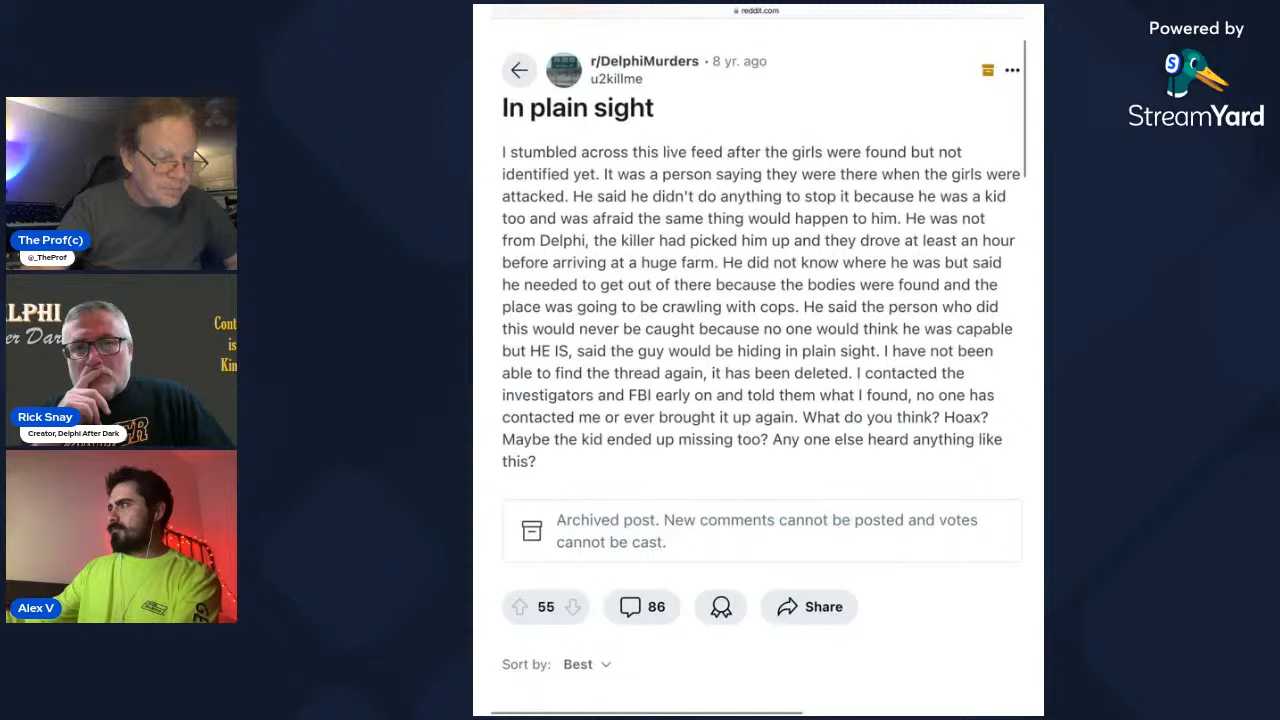 reddit.com
Powered by
StreamYard
r/DelphiMurders · 8 yr. ago
u2killme
In plain sight
I stumbled across this live feed after the girls were found but not
identified yet. It was a person saying they were there when the girls were
attacked. He said he didn't do anything to stop it because he was a kid
too and was afraid the same thing would happen to him. He was not
from Delphi, the killer had picked him up and they drove at least an hour
before arriving at a huge farm. He did not know where he was but said
he needed to get out of there because the bodies were found and the
place was going to be crawling with cops. He said the person who did
this would never be caught because no one would think he was capable
but HE IS, said the guy would be hiding in plain sight. I have not been
able to find the thread again, it has been deleted. I contacted the
investigators and FBI early on and told them what I found, no one has
contacted me or ever brought it up again. What do you think? Hoax?
Maybe the kid ended up missing too? Any one else heard anything like
this?
Archived post. New comments cannot be posted and votes
cannot be cast.
55
86
Share
Sort by: Best
The Prof(c)
@_TheProf
Rick Snay
Creator, Delphi After Dark
Alex V